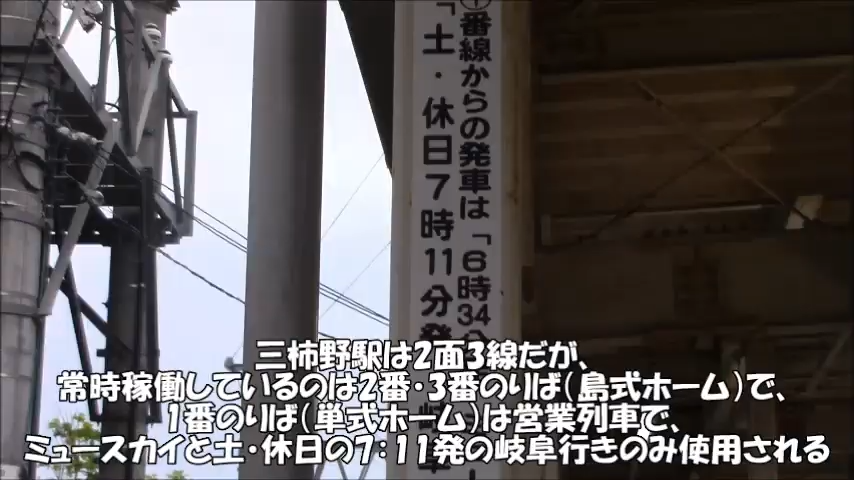 ①番線からの発車は「6時34分
「土・休日7時11分発
三柿野駅は2面3線だが、
常時稼働しているのは2番・3番のりば（島式ホーム）で、
1番のりば（単式ホーム）は営業列車で、
ミュースカイと土・休日の7：11発の岐阜行きのみ使用される